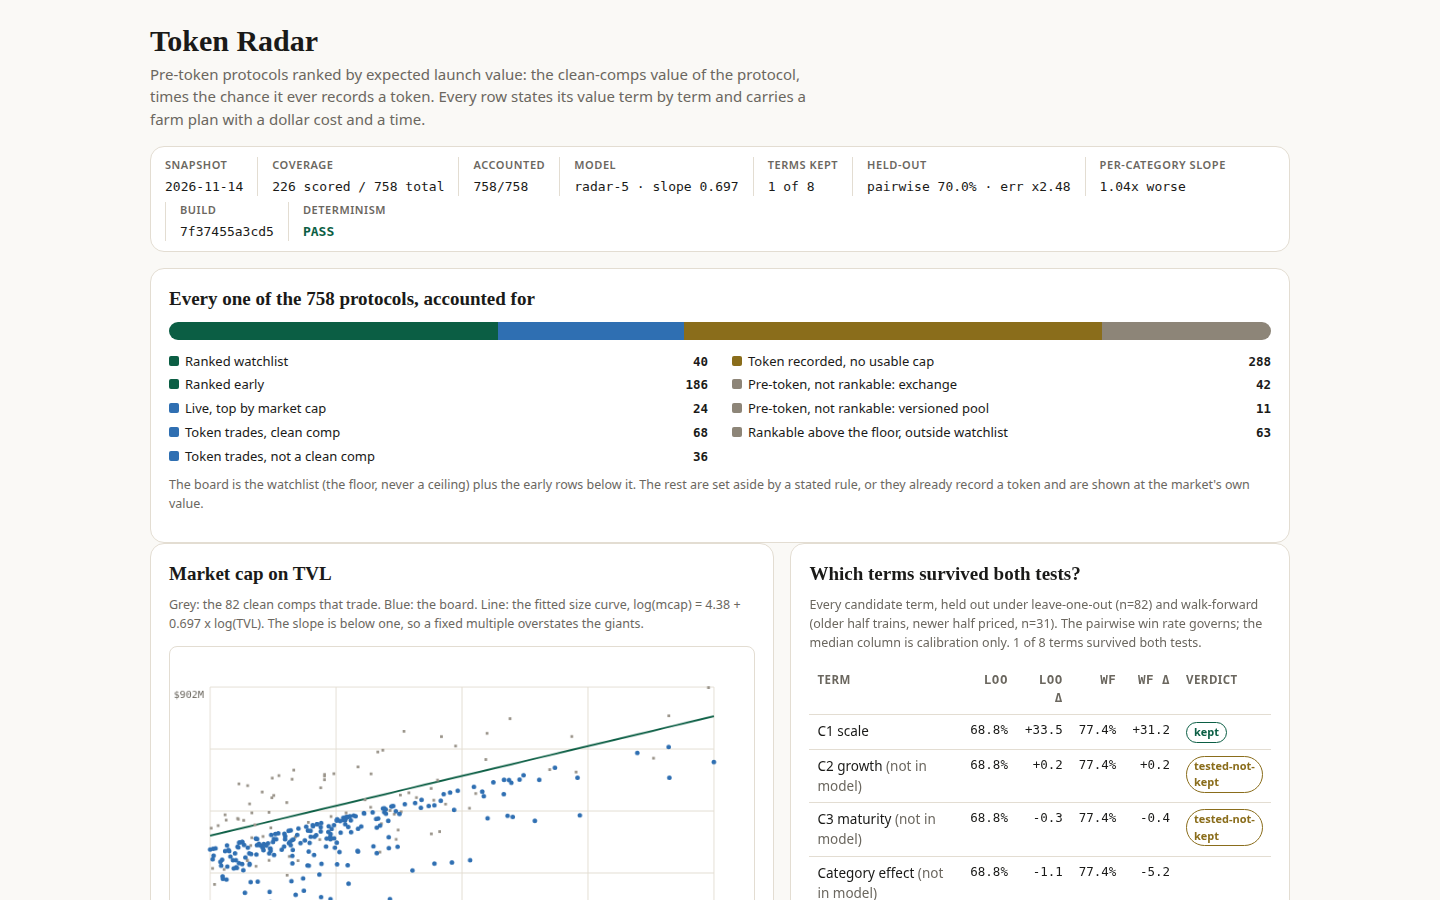 Token Radar
Pre-token protocols ranked by expected launch value: the clean-comps value of the protocol,
times the chance it ever records a token. Every row states its value term by term and carries a
farm plan with a dollar cost and a time.
SNAPSHOT COVERAGE ACCOUNTED MODEL TERMS KEPT HELD-OUT PER-CATEGORY SLOPE
2026-11-14 226 scored / 758 total 758/758 radar-5 · slope 0.697 1 of 8 pairwise 70.0% · err x2.48 1.04x worse
BUILD DETERMINISM
7f37455a3cd5 PASS
Every one of the 758 protocols, accounted for
Ranked watchlist 40
Ranked early 186
Live, top by market cap 24
Token trades, clean comp 68
Token trades, not a clean comp 36
Token recorded, no usable cap 288
Pre-token, not rankable: exchange 42
Pre-token, not rankable: versioned pool 11
Rankable above the floor, outside watchlist 63
The board is the watchlist (the floor, never a ceiling) plus the early rows below it. The rest are set aside by a stated rule, or they already record a token and are shown at the market's own
value.
Market cap on TVL
Grey: the 82 clean comps that trade. Blue: the board. Line: the fitted size curve, log(mcap) = 4.38 +
0.697 x log(TVL). The slope is below one, so a fixed multiple overstates the giants.
$902M
Which terms survived both tests?
Every candidate term, held out under leave-one-out (n=82) and walk-forward
(older half trains, newer half priced, n=31). The pairwise win rate governs; the
median column is calibration only. 1 of 8 terms survived both tests.
TERM LOO LOO Δ WF WF Δ VERDICT
C1 scale 68.8% +33.5 77.4% +31.2 kept
C2 growth (not in model) 68.8% +0.2 77.4% +0.2 tested-not-kept
C3 maturity (not in model) 68.8% -0.3 77.4% -0.4 tested-not-kept
Category effect (not in model) 68.8% -1.1 77.4% -5.2